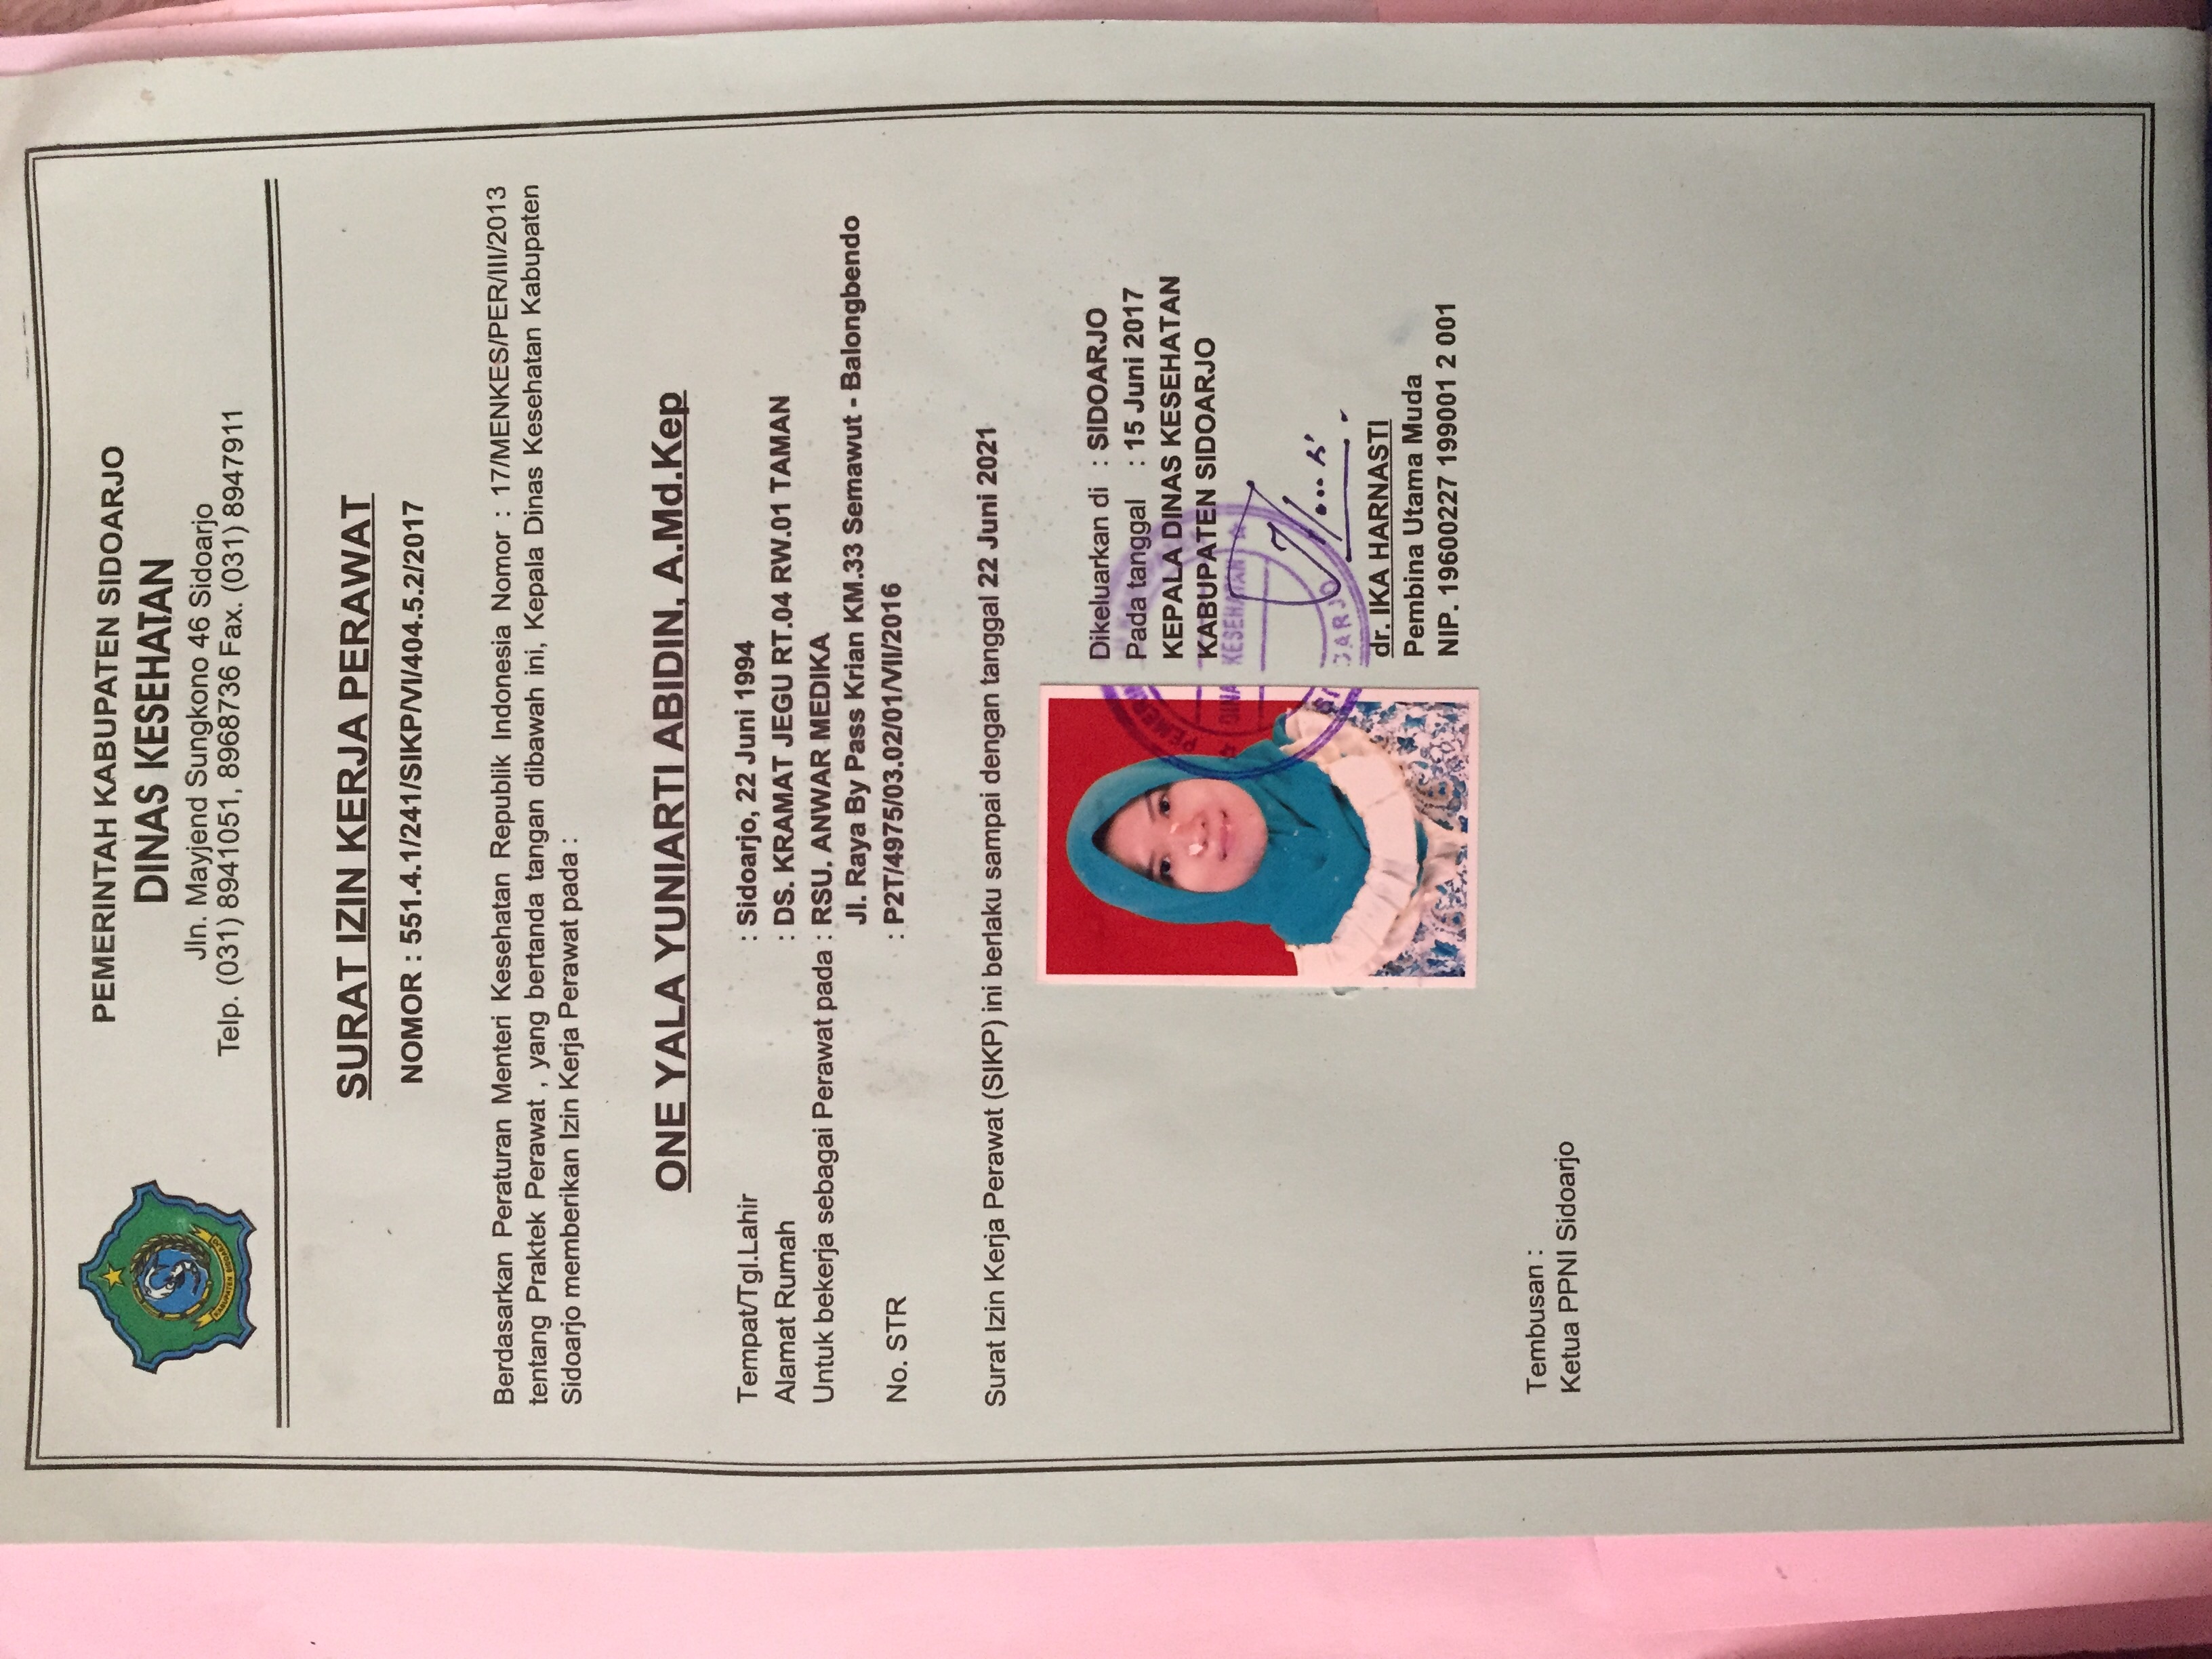 PEMERINTAH KABUPATEN SIDOARJO
DINAS KESEHATAN
Jln. Mayjend Sungkono 46 Sidoarjo
Telp. (031) 8941051, 8968736 Fax. (031) 8947911
KABUPATEN SIDOARJO
SURAT IZIN KERJA PERAWAT
NOMOR : 551.4.1/241/SIKP/VI/404.5.2/2017
Berdasarkan Peraturan Menteri Kesehatan Republik Indonesia Nomor : 17/MENKES/PER/III/2013
tentang Praktek Perawat , yang bertanda tangan dibawah ini, Kepala Dinas Kesehatan Kabupaten
Sidoarjo memberikan Izin Kerja Perawat pada :
ONE YALA YUNIARTI ABIDIN, A.Md.Kep
Tempat/Tgl.Lahir : Sidoarjo, 22 Juni 1994
Alamat Rumah : DS. KRAMAT JEGU RT.04 RW.01 TAMAN
Untuk bekerja sebagai Perawat pada : RSU. ANWAR MEDIKA
Jl. Raya By Pass Krian KM.33 Semawut - Balongbendo
No. STR : P2T/4975/03.02/01/VII/2016
Surat Izin Kerja Perawat (SIKP) ini berlaku sampai dengan tanggal 22 Juni 2021
Dikeluarkan di : SIDOARJO
Pada tanggal : 15 Juni 2017
KEPALA DINAS KESEHATAN
KABUPATEN SIDOARJO
DINA KESEHATAN
dr. IKA HARNASTI
Pembina Utama Muda
NIP. 19600227 199001 2 001
Tembusan :
Ketua PPNI Sidoarjo